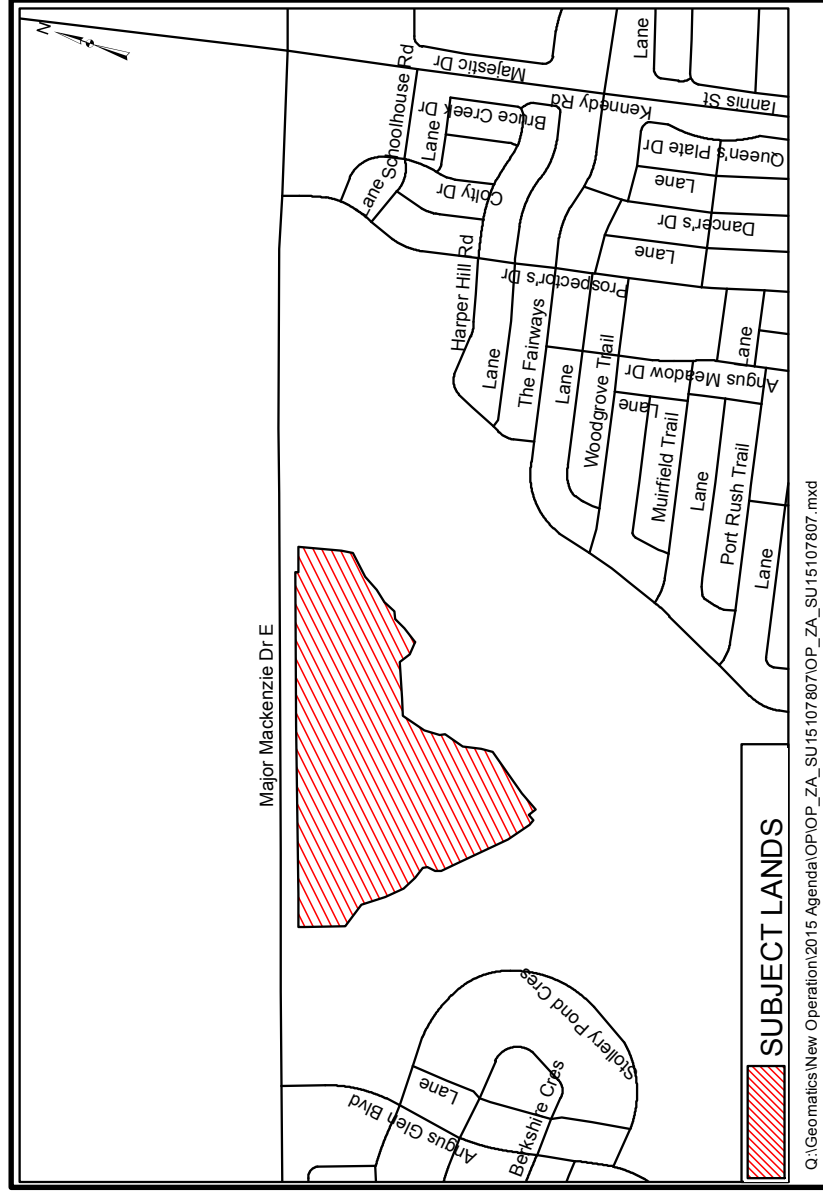 N
Major Mackenzie Dr E
Schoolhouse Rd
Majestic Dr
Lane
Lane
Bruce Creek Dr
Lane
Colty Dr
Kennedy Rd
Iannis St
Queen's Plate Dr
Lane
Dancer's Dr
Lane
Harper Hill Rd
Prospector's Dr
Lane
The Fairways
Lane
Woodgrove Trail
Angus Meadow Dr
Lane
Lane
Muirfield Trail
Lane
Port Rush Trail
Lane
Stollery Pond Cres
Lane
Angus Glen Blvd
Berkshire Cres
SUBJECT LANDS
Q:\Geomatics\New Operation\2015 Agenda\OP\OP_ZA_SU15107807\OP_ZA_SU15107807.mxd